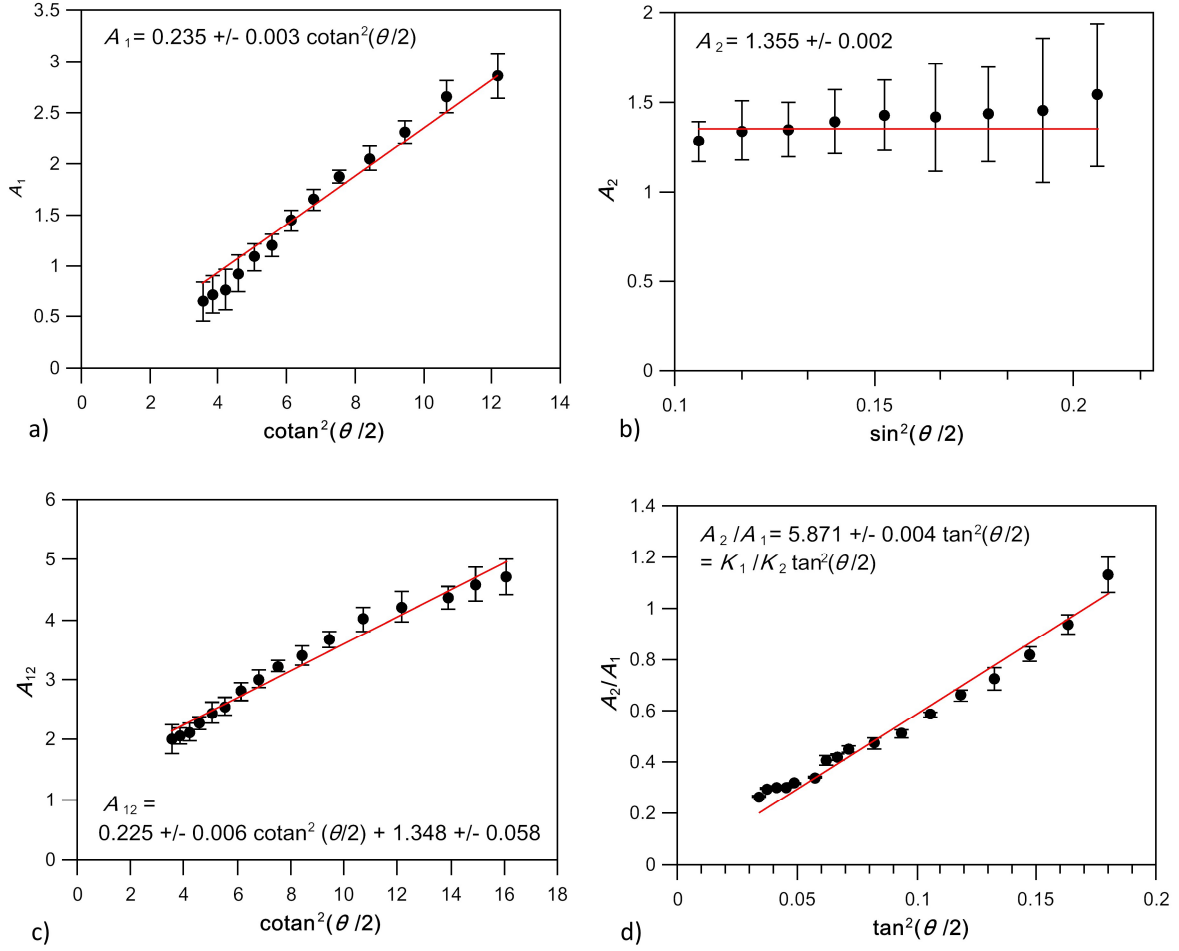 A₁ = 0.235 +/- 0.003 cotan²(θ/2)
3.5
3
2.5
2
1.5
1
0.5
0
A₁
0 2 4 6 8 10 12 14
cotan²(θ/2)
a)
A₂ = 1.355 +/- 0.002
2
1.5
1
0.5
0
A₂
0.1 0.15 0.2
sin²(θ/2)
b)
6
5
4
3
2
1
0
A₁₂
A₁₂ =
0.225 +/- 0.006 cotan² (θ/2) + 1.348 +/- 0.058
0 2 4 6 8 10 12 14 16 18
cotan²(θ/2)
c)
A₂/A₁ = 5.871 +/- 0.004 tan²(θ/2)
= K₁/K₂ tan²(θ/2)
1.4
1.2
1
0.8
0.6
0.4
0.2
0
A₂/A₁
0 0.05 0.1 0.15 0.2
tan²(θ/2)
d)